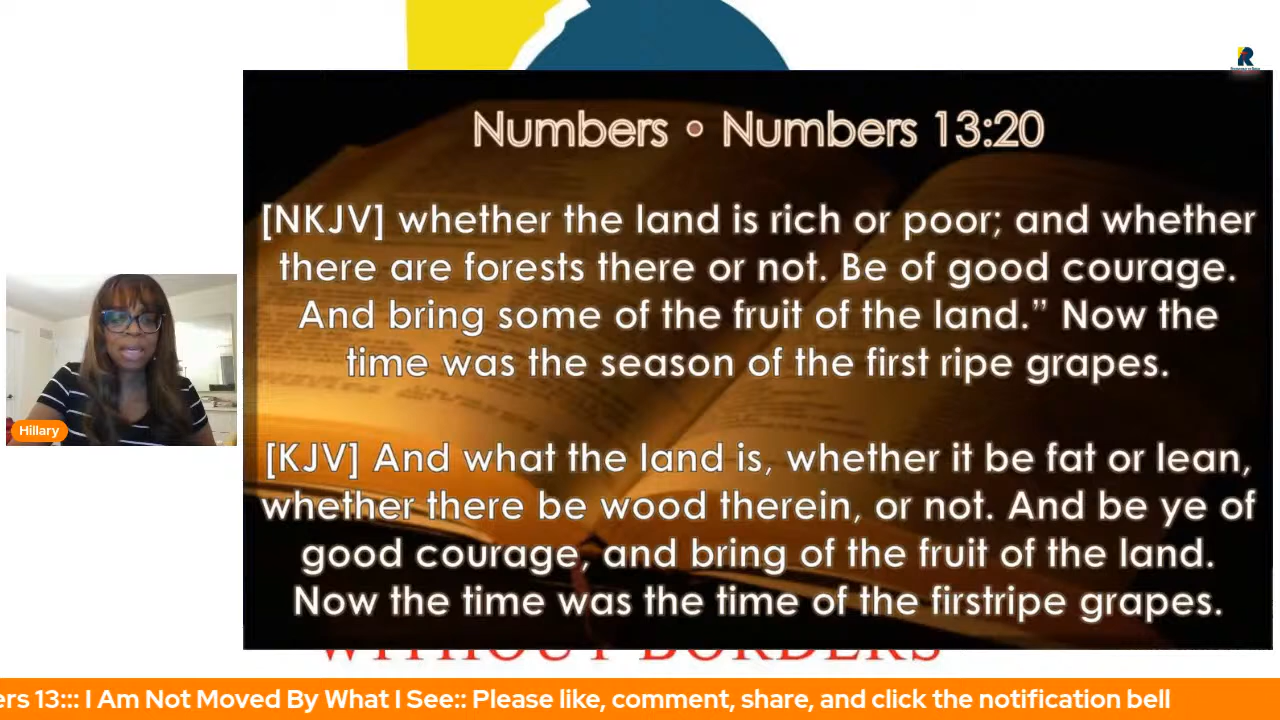 Numbers • Numbers 13:20
[NKJV] whether the land is rich or poor; and whether
there are forests there or not. Be of good courage.
And bring some of the fruit of the land.” Now the
time was the season of the first ripe grapes.
[KJV] And what the land is, whether it be fat or lean,
whether there be wood therein, or not. And be ye of
good courage, and bring of the fruit of the land.
Now the time was the time of the firstripe grapes.
Hillary
WITHOUT BORDERS
ers 13::: I Am Not Moved By What I See:: Please like, comment, share, and click the notification bell